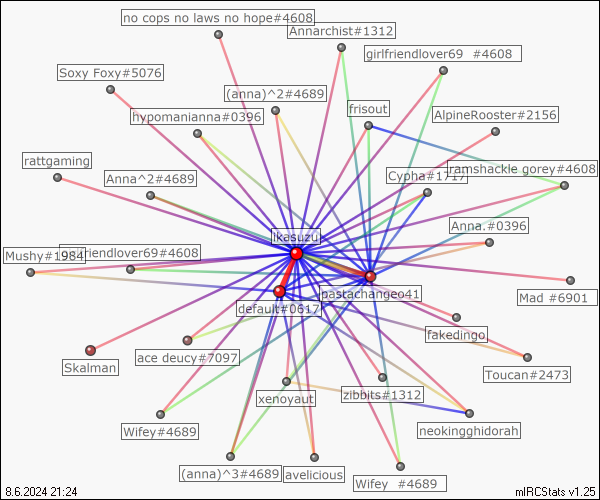 no cops no laws no hope#4608
Annarchist#1312
girlfriendlover69 #4608
Soxy Foxy#5076
(anna)^2#4689
frisout
hypomanianna#0396
AlpineRooster#2156
rattgaming
Anna^2#4689
Cypha#1717
ramshackle gorey#4608
Anna.#0396
ikasuzu
Mushy#1984
friendlover69#4608
pastachangeo41
Mad #6901
default#0617
fakedingo
ace deucy#7097
Skalman
Toucan#2473
xenoyaut
zibbits#1312
Wifey#4689
neokingghidorah
(anna)^3#4689
avelicious
Wifey #4689
8.6.2024 21:24
mIRCStats v1.25